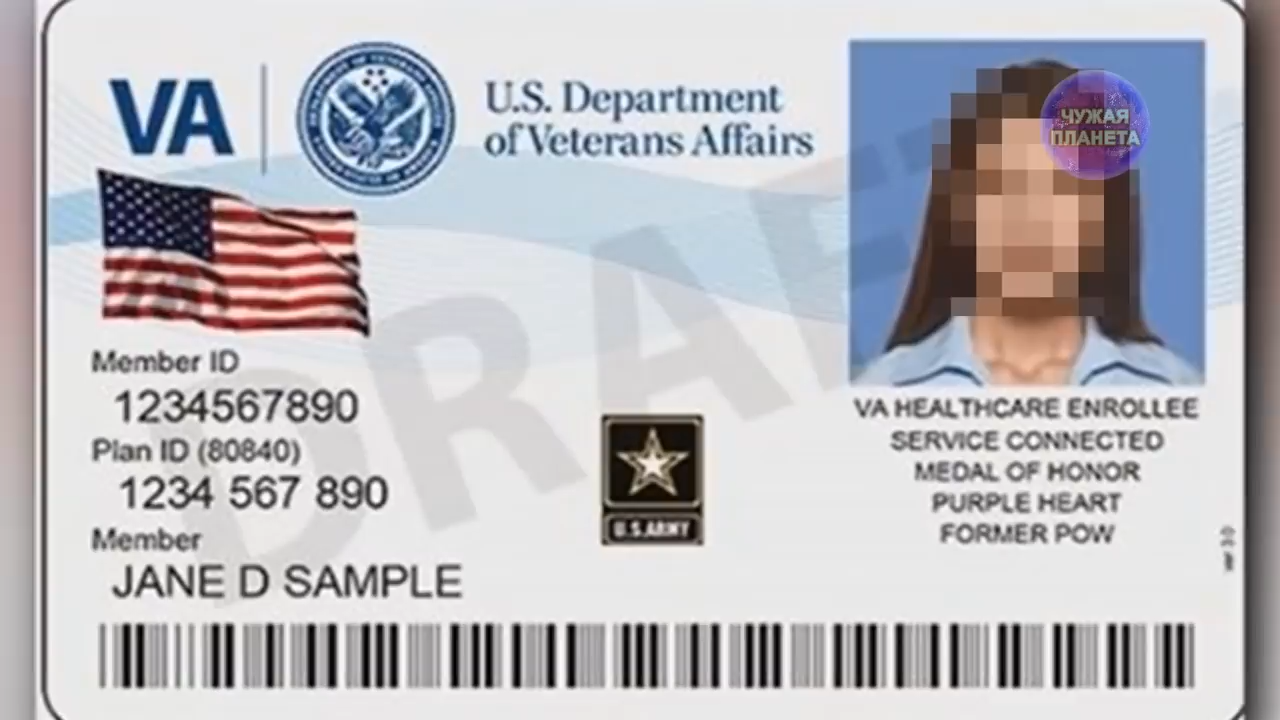 VA
U.S. Department
of Veterans Affairs
ЧУЖАЯ
ПЛАНЕТА
DRAFT
Member ID
1234567890
Plan ID (80840)
1234 567 890
Member
JANE D SAMPLE
U.S.ARMY
VA HEALTHCARE ENROLLEE
SERVICE CONNECTED
MEDAL OF HONOR
PURPLE HEART
FORMER POW